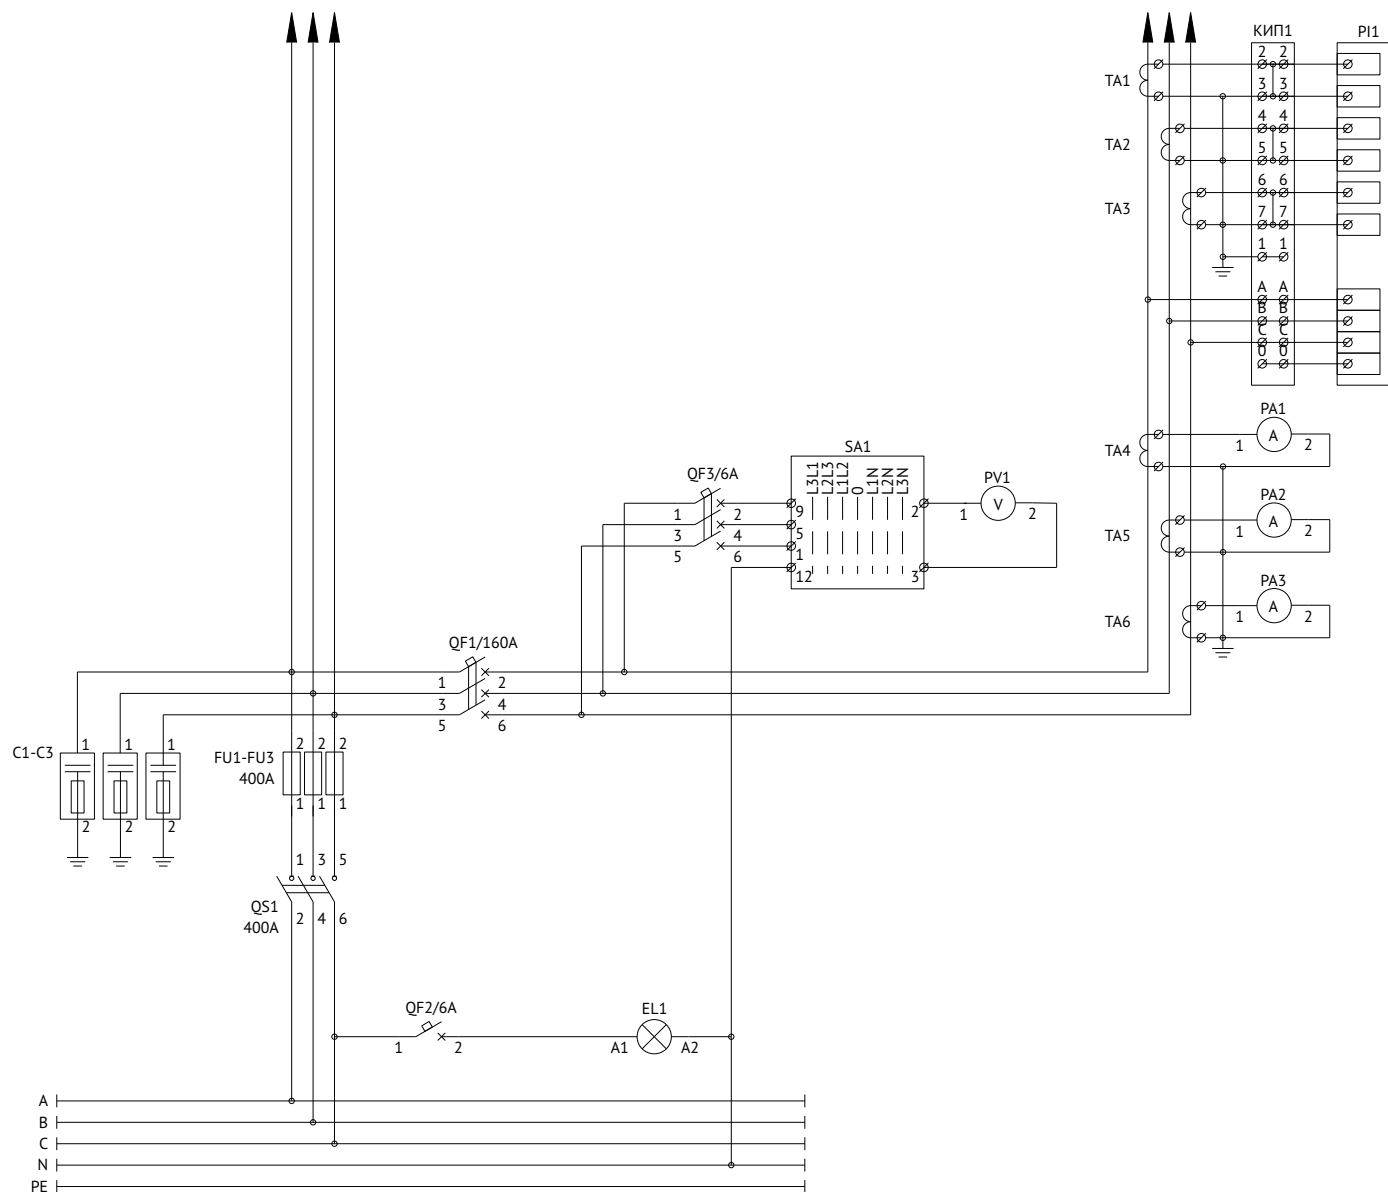 КИП1 PI1
2 2
TA1
3 3
4 4
TA2
5 5
6 6
TA3
7 7
1 1
A A
B B
C C
0 0
PA1
A
1 2
TA4
SA1
QF3/6A
L3L1 L2L3 L1L2 0 L1N L2N L3N
PV1
V
1 2
PA2
A
1 2
TA5
1 2 9 2
3 4 5
5 6 1
12 3
PA3
A
1 2
TA6
QF1/160A
1 2
3 4
5 6
C1-C3
1 1 1
2 2 2
FU1-FU3
400A
2 2 2
1 1 1
1 3 5
QS1
400A
2 4 6
QF2/6A
1 2
EL1
A1 A2
A
B
C
N
PE